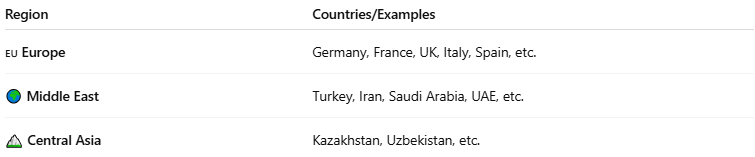 Region Countries/Examples
EU Europe Germany, France, UK, Italy, Spain, etc.
Middle East Turkey, Iran, Saudi Arabia, UAE, etc.
Central Asia Kazakhstan, Uzbekistan, etc.